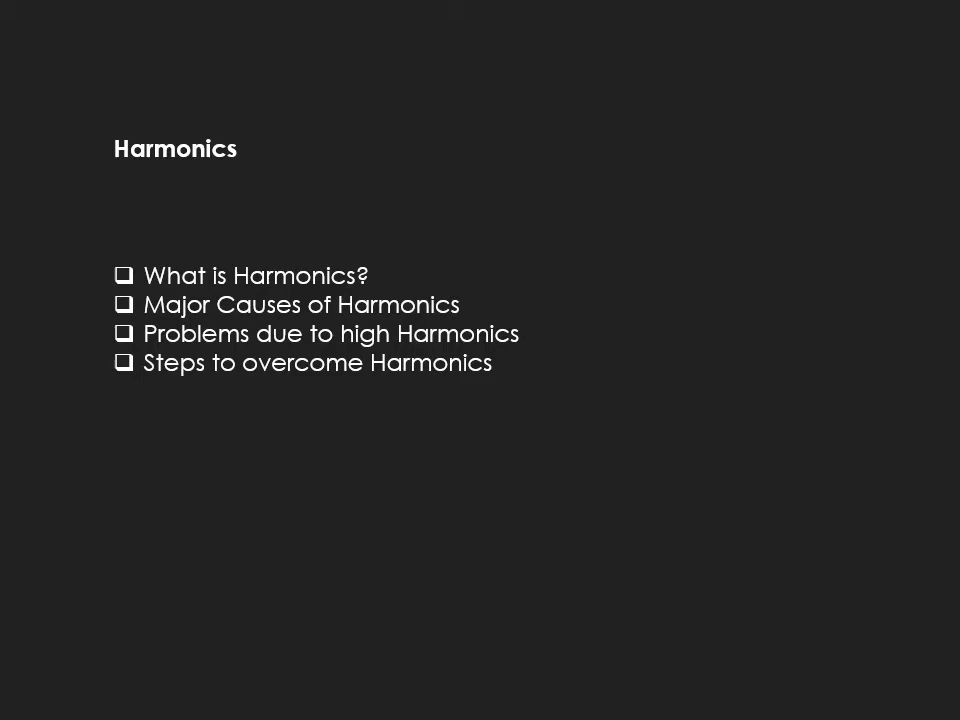 Harmonics
❑ What is Harmonics?
❑ Major Causes of Harmonics
❑ Problems due to high Harmonics
❑ Steps to overcome Harmonics